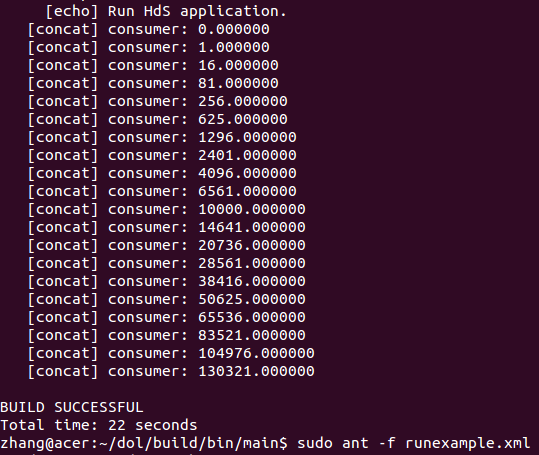 [echo] Run HdS application.
[concat] consumer: 0.000000
[concat] consumer: 1.000000
[concat] consumer: 16.000000
[concat] consumer: 81.000000
[concat] consumer: 256.000000
[concat] consumer: 625.000000
[concat] consumer: 1296.000000
[concat] consumer: 2401.000000
[concat] consumer: 4096.000000
[concat] consumer: 6561.000000
[concat] consumer: 10000.000000
[concat] consumer: 14641.000000
[concat] consumer: 20736.000000
[concat] consumer: 28561.000000
[concat] consumer: 38416.000000
[concat] consumer: 50625.000000
[concat] consumer: 65536.000000
[concat] consumer: 83521.000000
[concat] consumer: 104976.000000
[concat] consumer: 130321.000000
BUILD SUCCESSFUL
Total time: 22 seconds
zhang@acer:~/dol/build/bin/main$ sudo ant -f runexample.xml